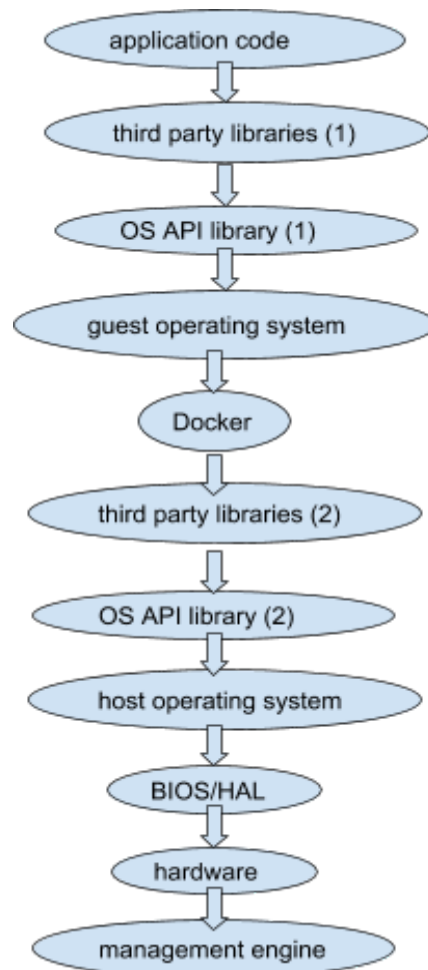 application code
third party libraries (1)
OS API library (1)
guest operating system
Docker
third party libraries (2)
OS API library (2)
host operating system
BIOS/HAL
hardware
management engine